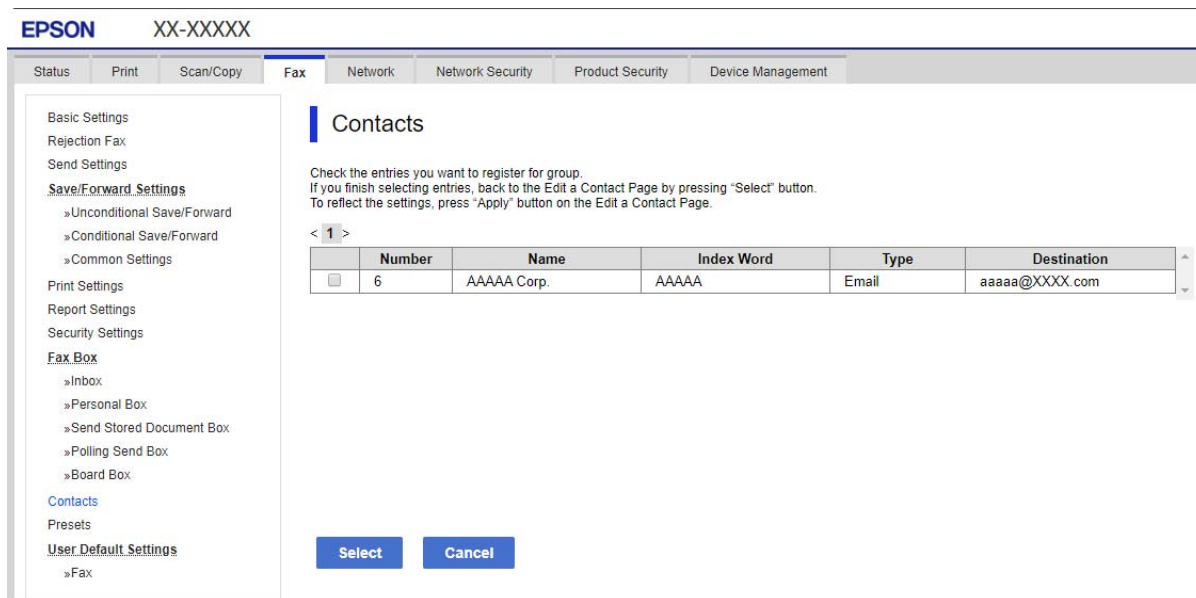 EPSON XX-XXXXX
Status Print Scan/Copy Fax Network Network Security Product Security Device Management
Basic Settings
Rejection Fax
Send Settings
Save/Forward Settings
»Unconditional Save/Forward
»Conditional Save/Forward
»Common Settings
Print Settings
Report Settings
Security Settings
Fax Box
»Inbox
»Personal Box
»Send Stored Document Box
»Polling Send Box
»Board Box
Contacts
Presets
User Default Settings
»Fax
Contacts
Check the entries you want to register for group.
If you finish selecting entries, back to the Edit a Contact Page by pressing “Select” button.
To reflect the settings, press “Apply” button on the Edit a Contact Page.
< 1 >
Number Name Index Word Type Destination
6 AAAAA Corp. AAAAA Email aaaaa@XXXX.com
Select Cancel